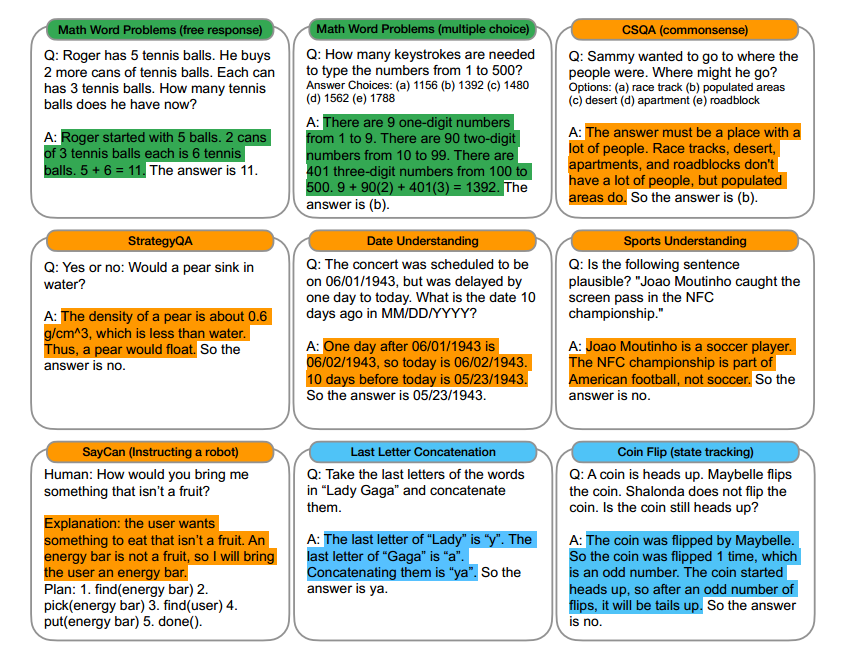 Math Word Problems (free response)
Q: Roger has 5 tennis balls. He buys
2 more cans of tennis balls. Each can
has 3 tennis balls. How many tennis
balls does he have now?
A: Roger started with 5 balls. 2 cans
of 3 tennis balls each is 6 tennis
balls. 5 + 6 = 11. The answer is 11.
Math Word Problems (multiple choice)
Q: How many keystrokes are needed
to type the numbers from 1 to 500?
Answer Choices: (a) 1156 (b) 1392 (c) 1480
(d) 1562 (e) 1788
A: There are 9 one-digit numbers
from 1 to 9. There are 90 two-digit
numbers from 10 to 99. There are
401 three-digit numbers from 100 to
500. 9 + 90(2) + 401(3) = 1392. The
answer is (b).
CSQA (commonsense)
Q: Sammy wanted to go to where the
people were. Where might he go?
Options: (a) race track (b) populated areas
(c) desert (d) apartment (e) roadblock
A: The answer must be a place with a
lot of people. Race tracks, desert,
apartments, and roadblocks don't
have a lot of people, but populated
areas do. So the answer is (b).
StrategyQA
Q: Yes or no: Would a pear sink in
water?
A: The density of a pear is about 0.6
g/cm^3, which is less than water.
Thus, a pear would float. So the
answer is no.
Date Understanding
Q: The concert was scheduled to be
on 06/01/1943, but was delayed by
one day to today. What is the date 10
days ago in MM/DD/YYYY?
A: One day after 06/01/1943 is
06/02/1943, so today is 06/02/1943.
10 days before today is 05/23/1943.
So the answer is 05/23/1943.
Sports Understanding
Q: Is the following sentence
plausible? "Joao Moutinho caught the
screen pass in the NFC
championship."
A: Joao Moutinho is a soccer player.
The NFC championship is part of
American football, not soccer. So the
answer is no.
SayCan (Instructing a robot)
Human: How would you bring me
something that isn’t a fruit?
Explanation: the user wants
something to eat that isn’t a fruit. An
energy bar is not a fruit, so I will bring
the user an energy bar.
Plan: 1. find(energy bar) 2.
pick(energy bar) 3. find(user) 4.
put(energy bar) 5. done().
Last Letter Concatenation
Q: Take the last letters of the words
in “Lady Gaga” and concatenate
them.
A: The last letter of “Lady” is “y”. The
last letter of “Gaga” is “a”.
Concatenating them is “ya”. So the
answer is ya.
Coin Flip (state tracking)
Q: A coin is heads up. Maybelle flips
the coin. Shalonda does not flip the
coin. Is the coin still heads up?
A: The coin was flipped by Maybelle.
So the coin was flipped 1 time, which
is an odd number. The coin started
heads up, so after an odd number of
flips, it will be tails up. So the answer
is no.